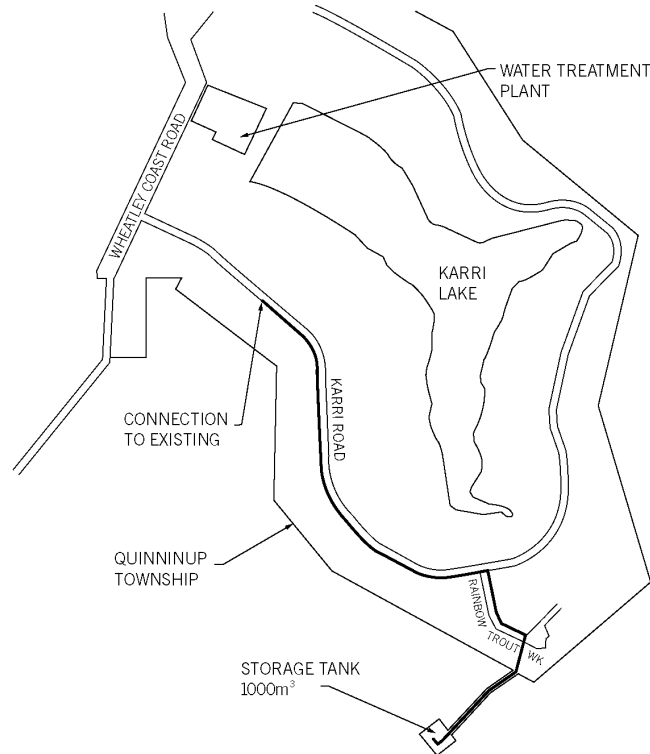 WATER TREATMENT
PLANT
WHEATLEY COAST ROAD
KARRI
LAKE
KARRI ROAD
CONNECTION
TO EXISTING
QUINNINUP
TOWNSHIP
RAINBOW
TROUT WK
STORAGE TANK
1000m³